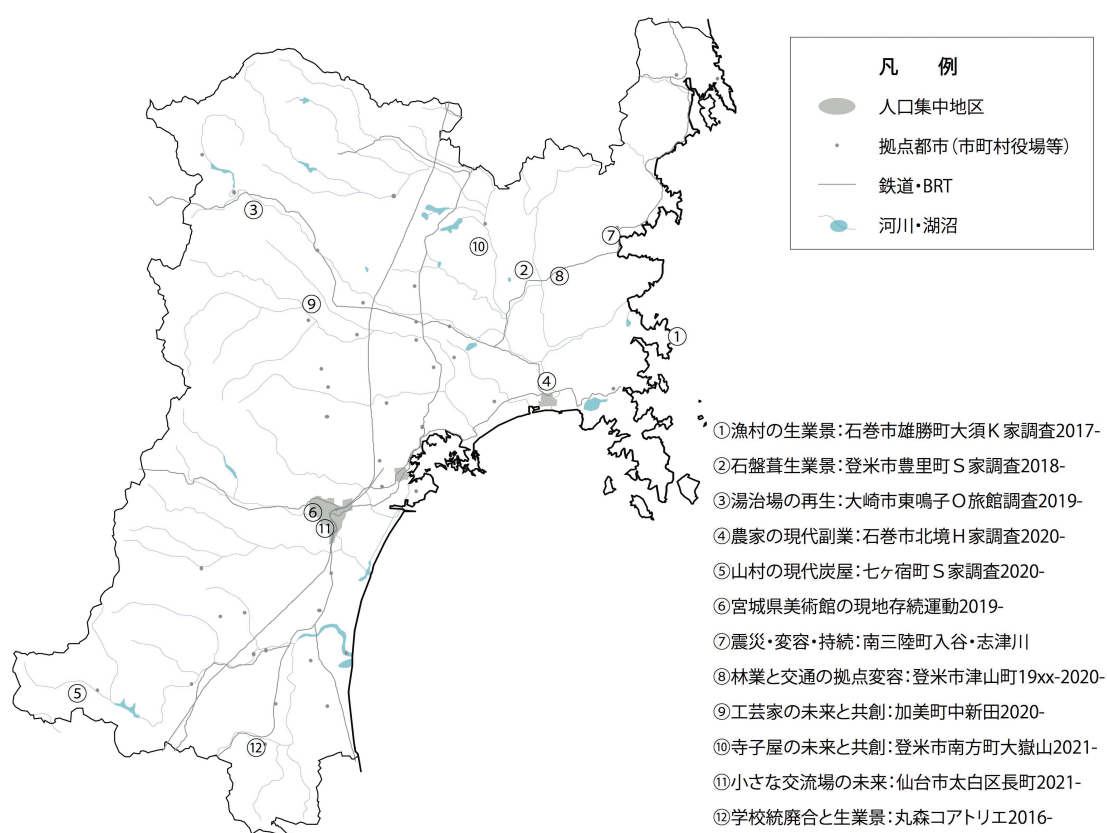 凡 例
人口集中地区
拠点都市(市町村役場等)
鉄道・BRT
河川・湖沼
③
⑦
⑩
②
⑧
⑨
①
④
⑥
⑪
⑤
⑫
①漁村の生業景:石巻市雄勝町大須K家調査2017-
②石盤葺生業景:登米市豊里町S家調査2018-
③湯治場の再生:大崎市東鳴子O旅館調査2019-
④農家の現代副業:石巻市北境H家調査2020-
⑤山村の現代炭屋:七ヶ宿町S家調査2020-
⑥宮城県美術館の現地存続運動2019-
⑦震災・変容・持続:南三陸町入谷・志津川
⑧林業と交通の拠点変容:登米市津山町19xx-2020-
⑨工芸家の未来と共創:加美町中新田2020-
⑩寺子屋の未来と共創:登米市南方町大嶽山2021-
⑪小さな交流場の未来:仙台市太白区長町2021-
⑫学校統廃合と生業景:丸森コアトリエ2016-